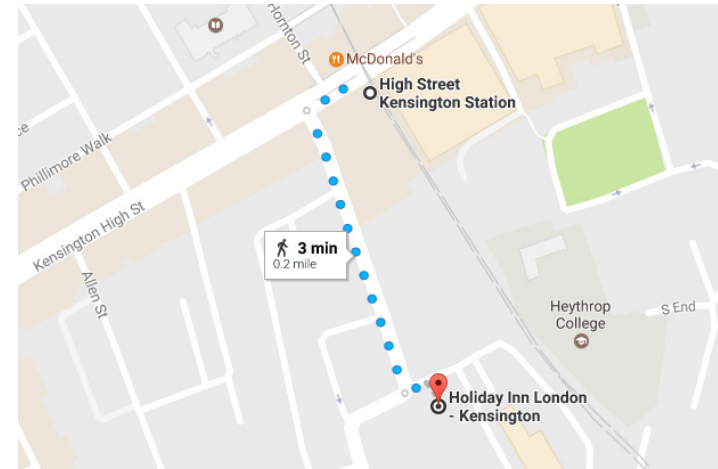 Hornton St
McDonald's
High Street
Kensington Station
Phillimore Walk
Kensington High St
3 min
0.2 mile
Allen St
Heythrop
College
S End
Holiday Inn London
- Kensington